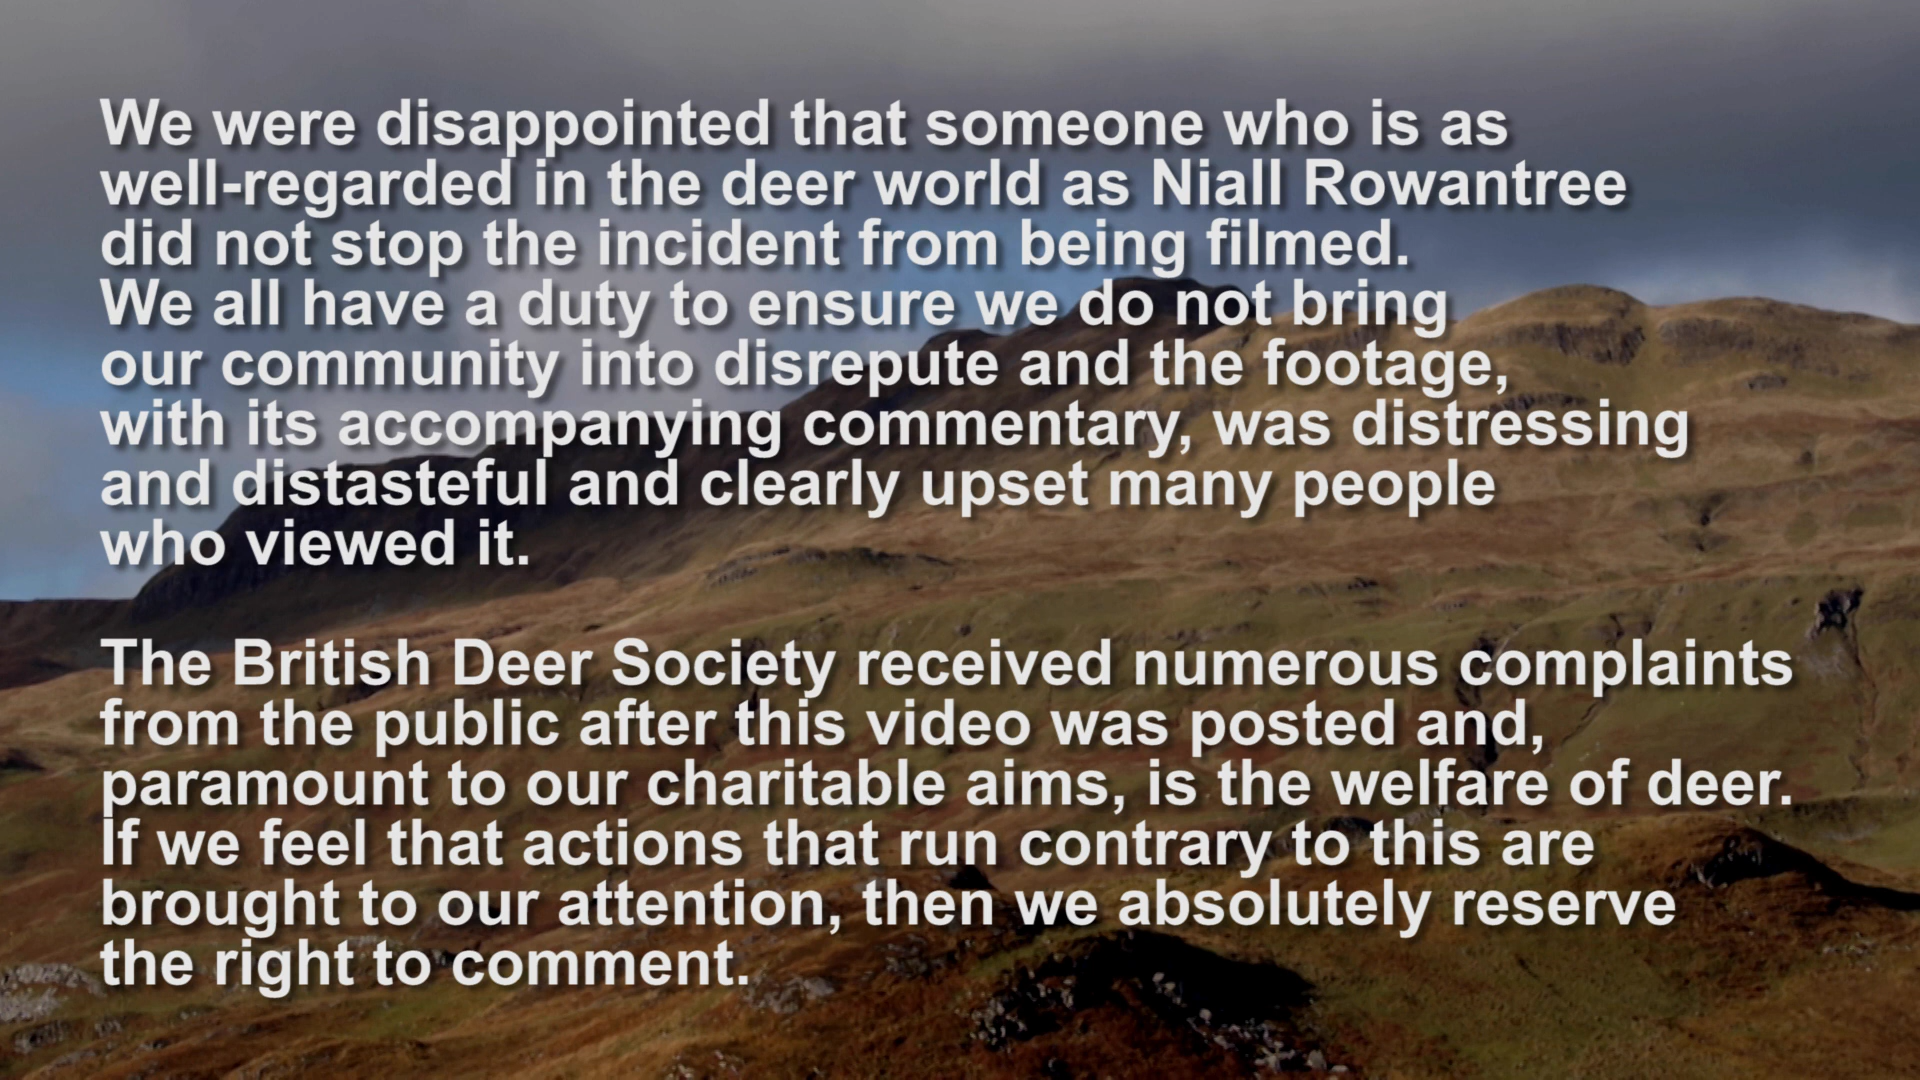 We were disappointed that someone who is as
well-regarded in the deer world as Niall Rowantree
did not stop the incident from being filmed.
We all have a duty to ensure we do not bring
our community into disrepute and the footage,
with its accompanying commentary, was distressing
and distasteful and clearly upset many people
who viewed it.
The British Deer Society received numerous complaints
from the public after this video was posted and,
paramount to our charitable aims, is the welfare of deer.
If we feel that actions that run contrary to this are
brought to our attention, then we absolutely reserve
the right to comment.